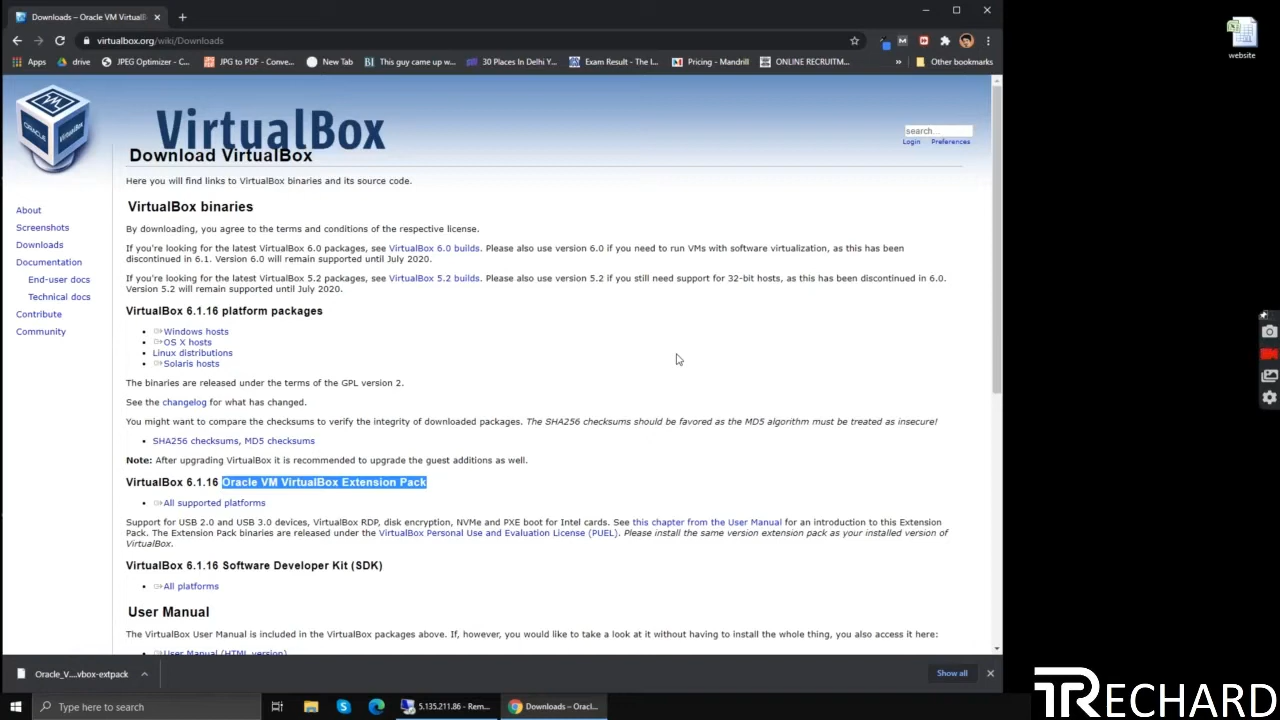 Downloads – Oracle VM VirtualB
virtualbox.org/wiki/Downloads
Apps
drive
JPEG Optimizer - C...
JPG to PDF - Conve...
New Tab
This guy came up w...
30 Places In Delhi Y...
Exam Result - The I...
Pricing - Mandrill
ONLINE RECRUITM...
»
Other bookmarks
website
VirtualBox
search...
Login Preferences
Download VirtualBox
Here you will find links to VirtualBox binaries and its source code.
About
Screenshots
Downloads
Documentation
End-user docs
Technical docs
Contribute
Community
VirtualBox binaries
By downloading, you agree to the terms and conditions of the respective license.
If you're looking for the latest VirtualBox 6.0 packages, see VirtualBox 6.0 builds. Please also use version 6.0 if you need to run VMs with software virtualization, as this has been
discontinued in 6.1. Version 6.0 will remain supported until July 2020.
If you're looking for the latest VirtualBox 5.2 packages, see VirtualBox 5.2 builds. Please also use version 5.2 if you still need support for 32-bit hosts, as this has been discontinued in 6.0.
Version 5.2 will remain supported until July 2020.
VirtualBox 6.1.16 platform packages
Windows hosts
OS X hosts
Linux distributions
Solaris hosts
The binaries are released under the terms of the GPL version 2.
See the changelog for what has changed.
You might want to compare the checksums to verify the integrity of downloaded packages. The SHA256 checksums should be favored as the MD5 algorithm must be treated as insecure!
SHA256 checksums, MD5 checksums
Note: After upgrading VirtualBox it is recommended to upgrade the guest additions as well.
VirtualBox 6.1.16 Oracle VM VirtualBox Extension Pack
All supported platforms
Support for USB 2.0 and USB 3.0 devices, VirtualBox RDP, disk encryption, NVMe and PXE boot for Intel cards. See this chapter from the User Manual for an introduction to this Extension
Pack. The Extension Pack binaries are released under the VirtualBox Personal Use and Evaluation License (PUEL). Please install the same version extension pack as your installed version of
VirtualBox.
VirtualBox 6.1.16 Software Developer Kit (SDK)
All platforms
User Manual
The VirtualBox User Manual is included in the VirtualBox packages above. If, however, you would like to take a look at it without having to install the whole thing, you also access it here:
User Manual (HTML version)
Oracle_V....vbox-extpack
Show all
Type here to search
5.135.211.86 - Rem...
Downloads – Oracl...
TRECHARD